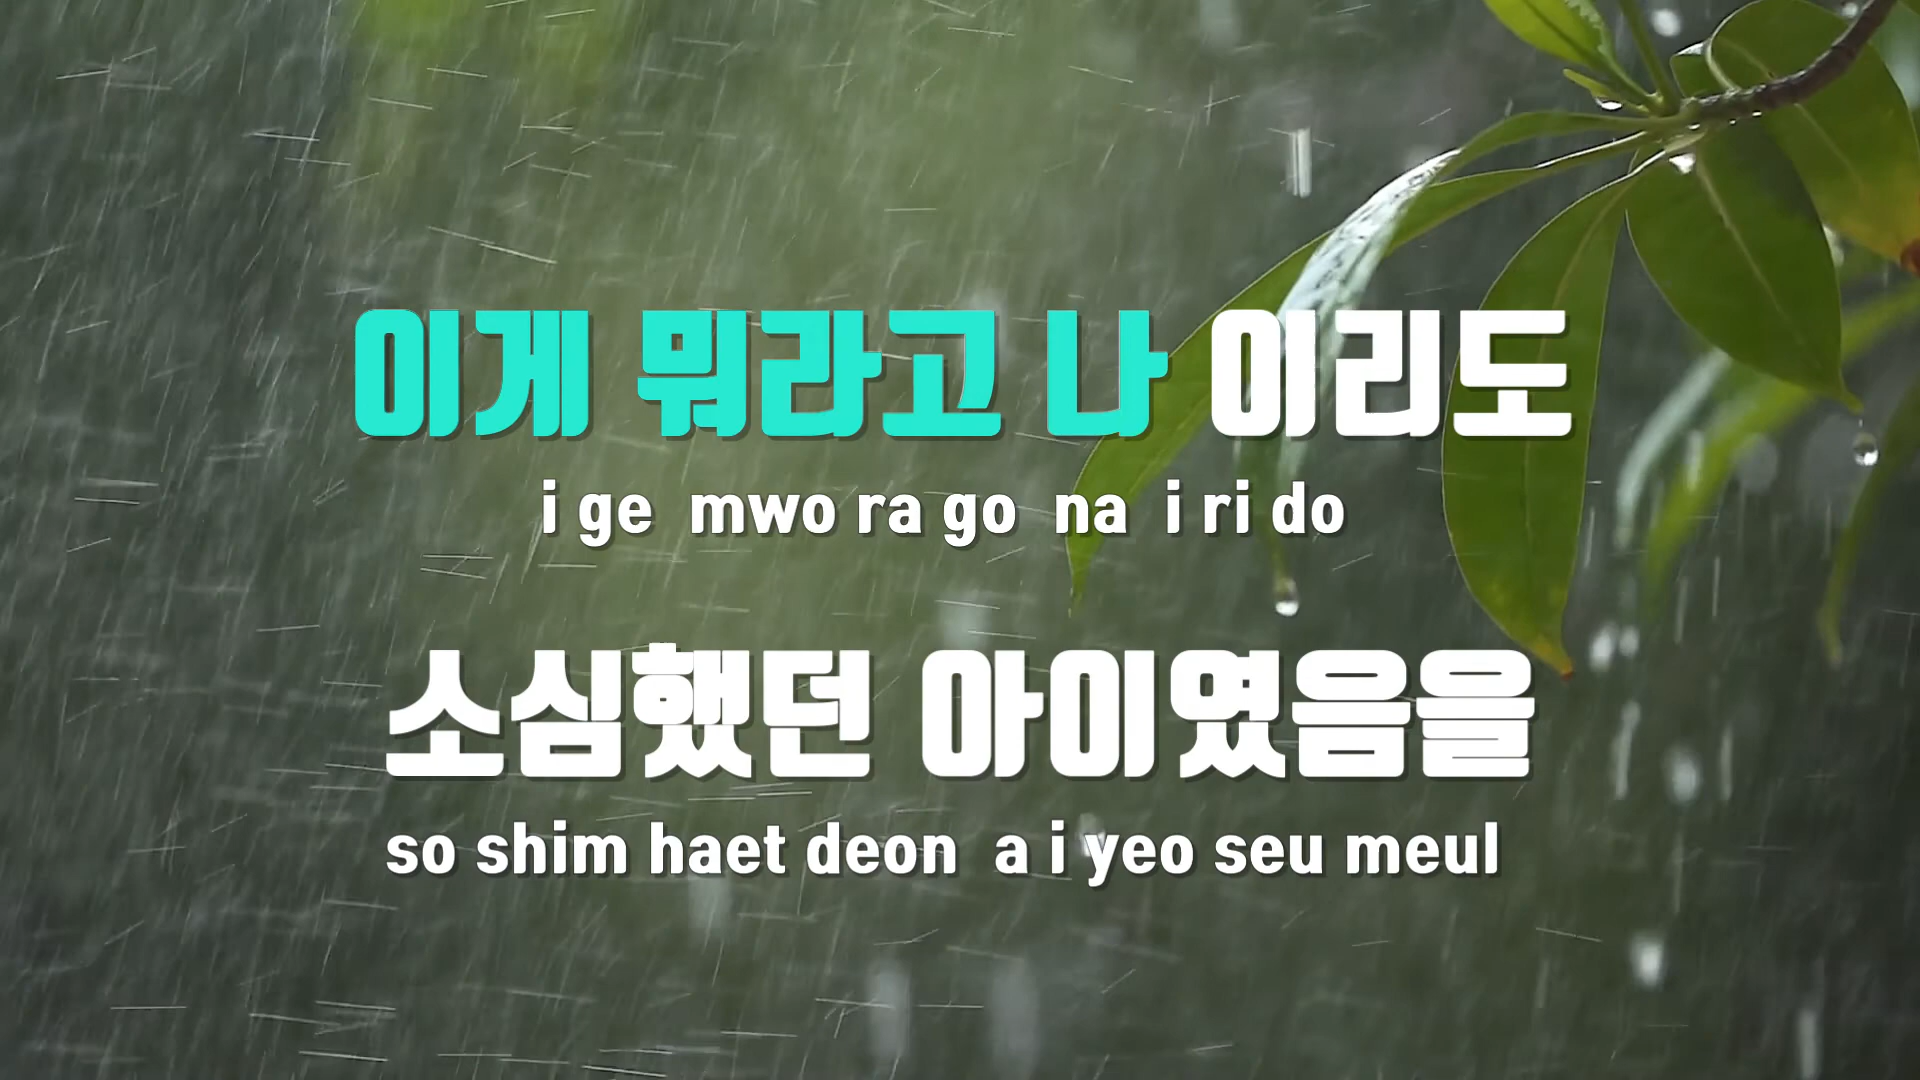 이게 뭐라고 나 이리도
i ge mwo ra go na i ri do
소심했던 아이였음을
so shim haet deon a i yeo seu meul